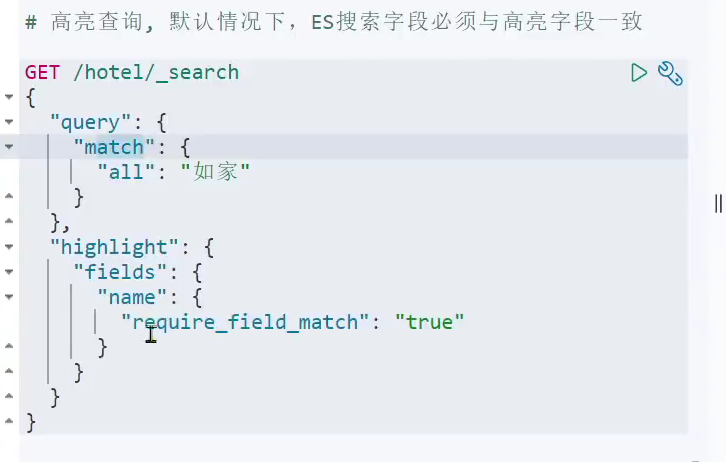 # 高亮查询, 默认情况下，ES搜索字段必须与高亮字段一致
GET /hotel/_search
{
"query": {
"match": {
"all": "如家"
}
},
"highlight": {
"fields": {
"name": {
"require_field_match": "true"
}
}
}
}